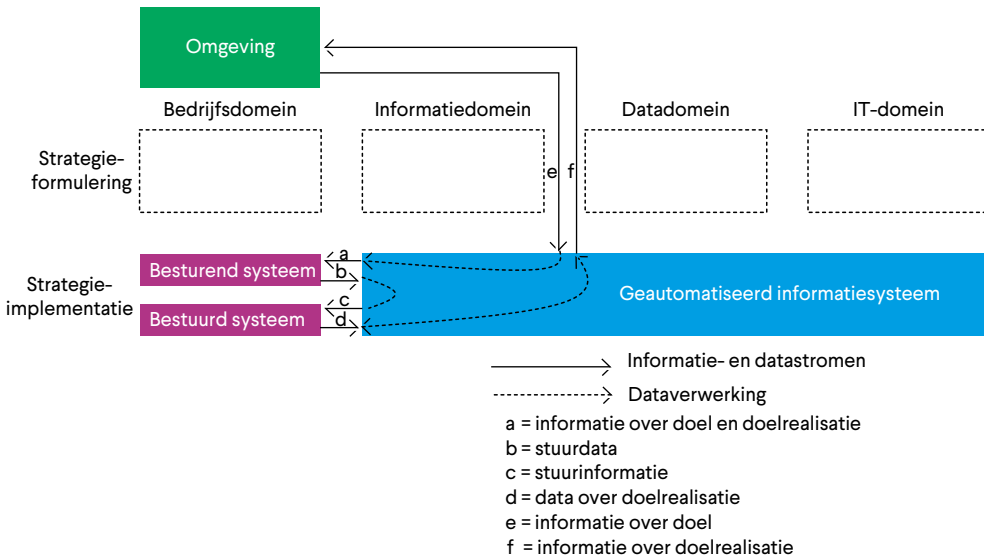 Omgeving
Bedrijfsdomein
Informatiedomein
Datadomein
IT-domein
Strategie-
formulering
e
f
Strategie-
implementatie
Besturend systeem
a
b
Bestuurd systeem
c
d
Geautomatiseerd informatiesysteem
Informatie- en datastromen
Dataverwerking
a = informatie over doel en doelrealisatie
b = stuurdata
c = stuurinformatie
d = data over doelrealisatie
e = informatie over doel
f = informatie over doelrealisatie